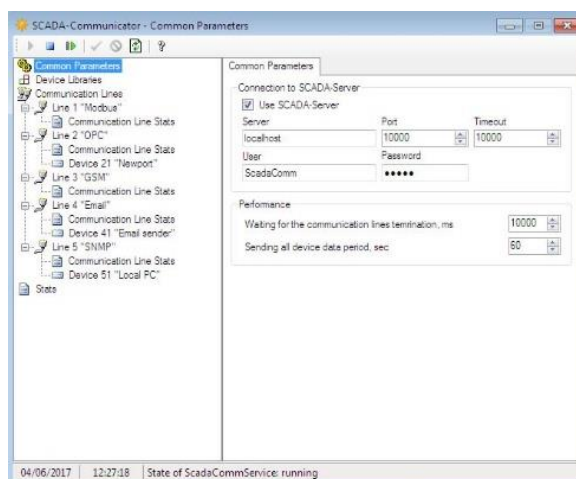 SCADA-Communicator - Common Parameters
Common Parameters
Device Libraries
Communication Lines
Line 1 "Modbus"
Communication Line Stats
Line 2 "OPC"
Communication Line Stats
Device 21 "Newport"
Line 3 "GSM"
Communication Line Stats
Line 4 "Email"
Communication Line Stats
Device 41 "Email sender"
Line 5 "SNMP"
Communication Line Stats
Device 51 "Local PC"
Stats
Common Parameters
Connection to SCADA-Server
Use SCADA-Server
Server Port Timeout
localhost 10000 10000
User Password
ScadaComm •••••
Performance
Waiting for the communication lines temrination, ms 10000
Sending all device data period, sec 60
04/06/2017 12:27:18 State of ScadaCommService: running